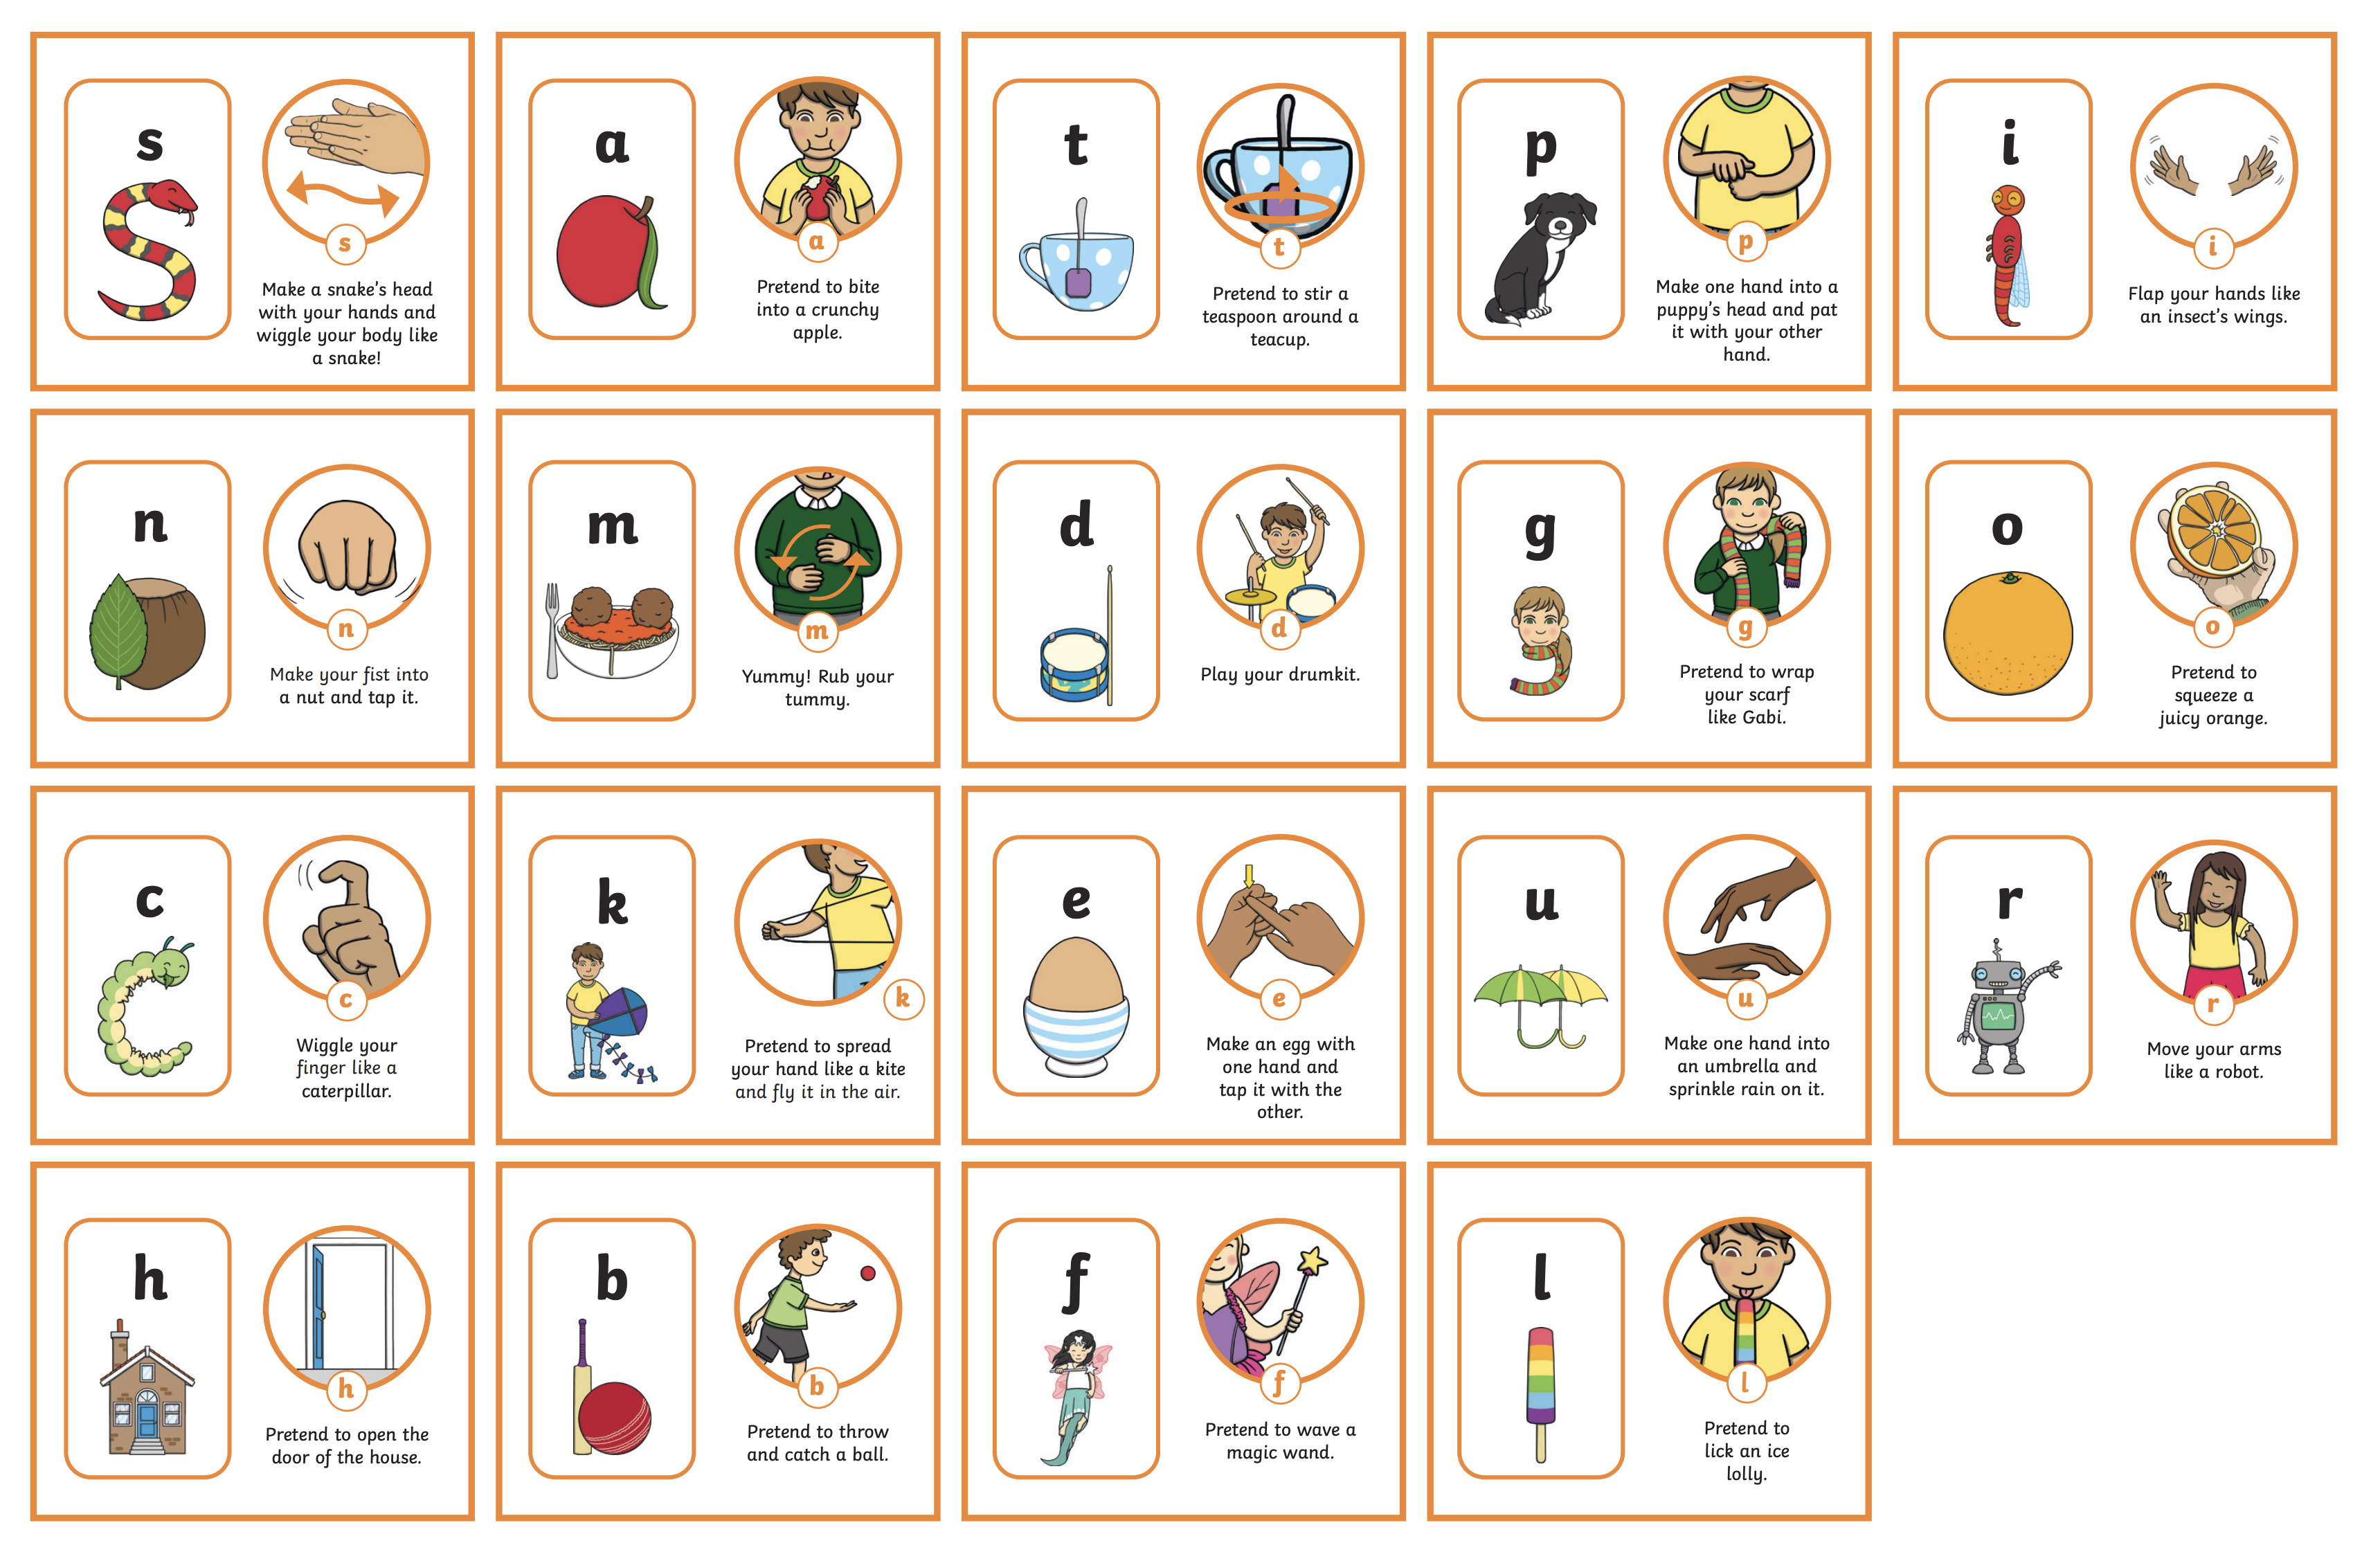 s
s
Make a snake's head
with your hands and
wiggle your body like
a snake!
a
a
Pretend to bite
into a crunchy
apple.
t
t
Pretend to stir a
teaspoon around a
teacup.
p
p
Make one hand into a
puppy's head and pat
it with your other
hand.
i
i
Flap your hands like
an insect's wings.
n
n
Make your fist into
a nut and tap it.
m
m
Yummy! Rub your
tummy.
d
d
Play your drumkit.
g
g
Pretend to wrap
your scarf
like Gabi.
o
o
Pretend to
squeeze a
juicy orange.
c
c
Wiggle your
finger like a
caterpillar.
k
k
Pretend to spread
your hand like a kite
and fly it in the air.
e
e
Make an egg with
one hand and
tap it with the
other.
u
u
Make one hand into
an umbrella and
sprinkle rain on it.
r
r
Move your arms
like a robot.
h
h
Pretend to open the
door of the house.
b
b
Pretend to throw
and catch a ball.
f
f
Pretend to wave a
magic wand.
l
l
Pretend to
lick an ice
lolly.